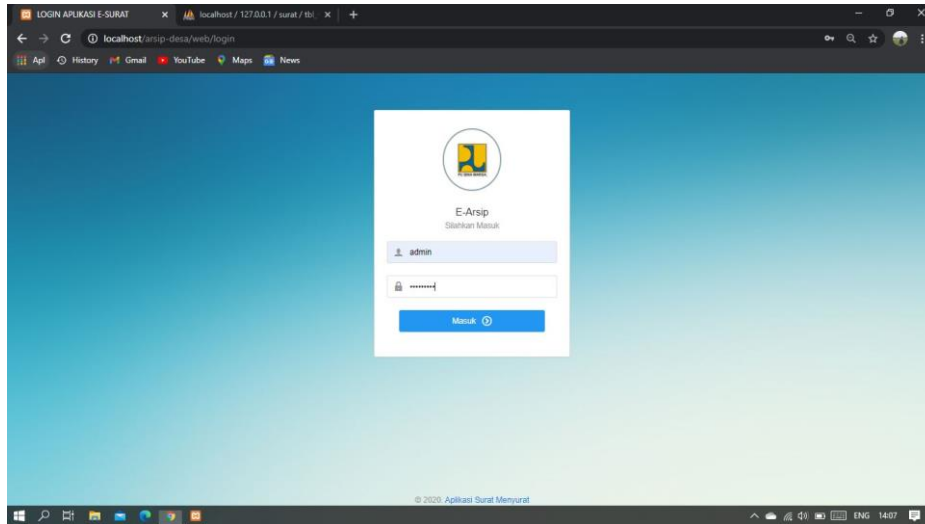 LOGIN APLIKASI E-SURAT
localhost / 127.0.0.1 / surat / tbl_
localhost/arsip-desa/web/login
Apl
History
Gmail
YouTube
Maps
News
E-Arsip
Silahkan Masuk
admin
Masuk
© 2020. Aplikasi Surat Menyurat
ENG
14:07